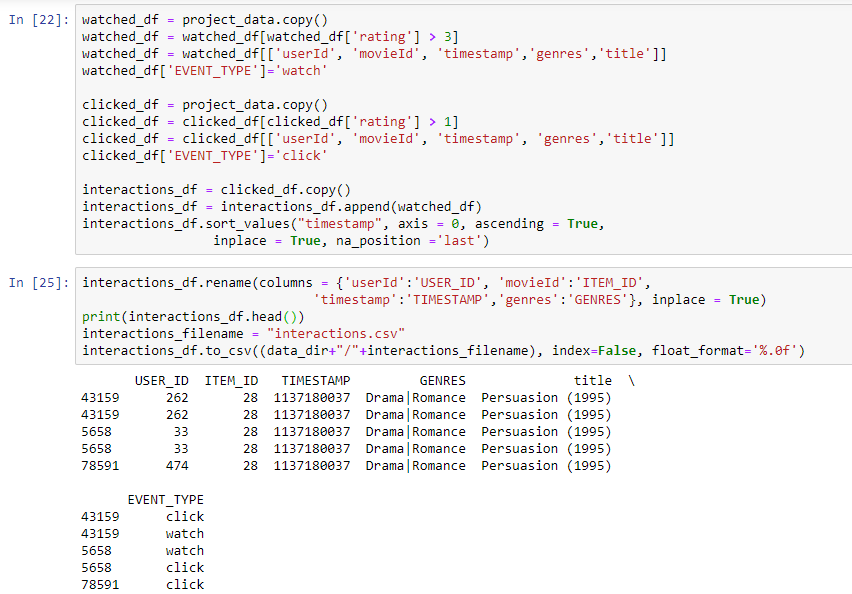 In [22]: watched_df = project_data.copy()
watched_df = watched_df[watched_df['rating'] > 3]
watched_df = watched_df[['userId', 'movieId', 'timestamp','genres','title']]
watched_df['EVENT_TYPE']='watch'
clicked_df = project_data.copy()
clicked_df = clicked_df[clicked_df['rating'] > 1]
clicked_df = clicked_df[['userId', 'movieId', 'timestamp', 'genres','title']]
clicked_df['EVENT_TYPE']='click'
interactions_df = clicked_df.copy()
interactions_df = interactions_df.append(watched_df)
interactions_df.sort_values("timestamp", axis = 0, ascending = True,
inplace = True, na_position ='last')
In [25]: interactions_df.rename(columns = {'userId':'USER_ID', 'movieId':'ITEM_ID',
'timestamp':'TIMESTAMP','genres':'GENRES'}, inplace = True)
print(interactions_df.head())
interactions_filename = "interactions.csv"
interactions_df.to_csv((data_dir+"/"+interactions_filename), index=False, float_format='%.0f')
USER_ID ITEM_ID TIMESTAMP GENRES title \
43159 262 28 1137180037 Drama|Romance Persuasion (1995)
43159 262 28 1137180037 Drama|Romance Persuasion (1995)
5658 33 28 1137180037 Drama|Romance Persuasion (1995)
5658 33 28 1137180037 Drama|Romance Persuasion (1995)
78591 474 28 1137180037 Drama|Romance Persuasion (1995)
EVENT_TYPE
43159 click
43159 watch
5658 watch
5658 click
78591 click